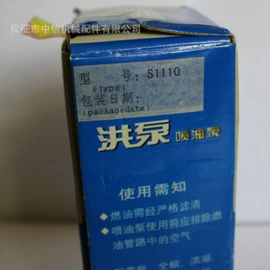 仪征市中信机械配件有限公司
型 号: S1110
(type)
包装日期:
(packagedate)
洪泵 喷油泵
使用需知
♦燃油需经严格滤清
♦喷油泵使用前应排除燃
油管路中的空气